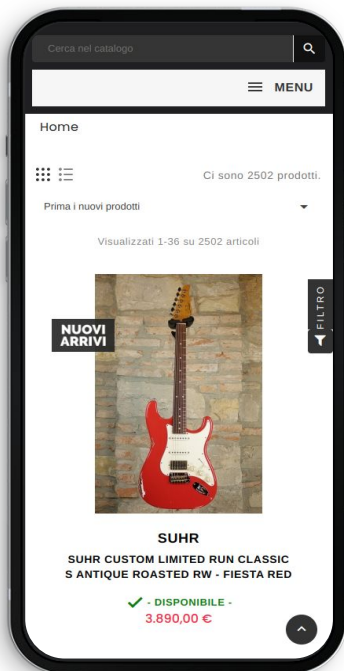 Cerca nel catalogo
MENU
Home
Ci sono 2502 prodotti.
Prima i nuovi prodotti
Visualizzati 1-36 su 2502 articoli
FILTRO
NUOVI
ARRIVI
SUHR
SUHR CUSTOM LIMITED RUN CLASSIC
S ANTIQUE ROASTED RW - FIESTA RED
- DISPONIBILE -
3.890,00 €